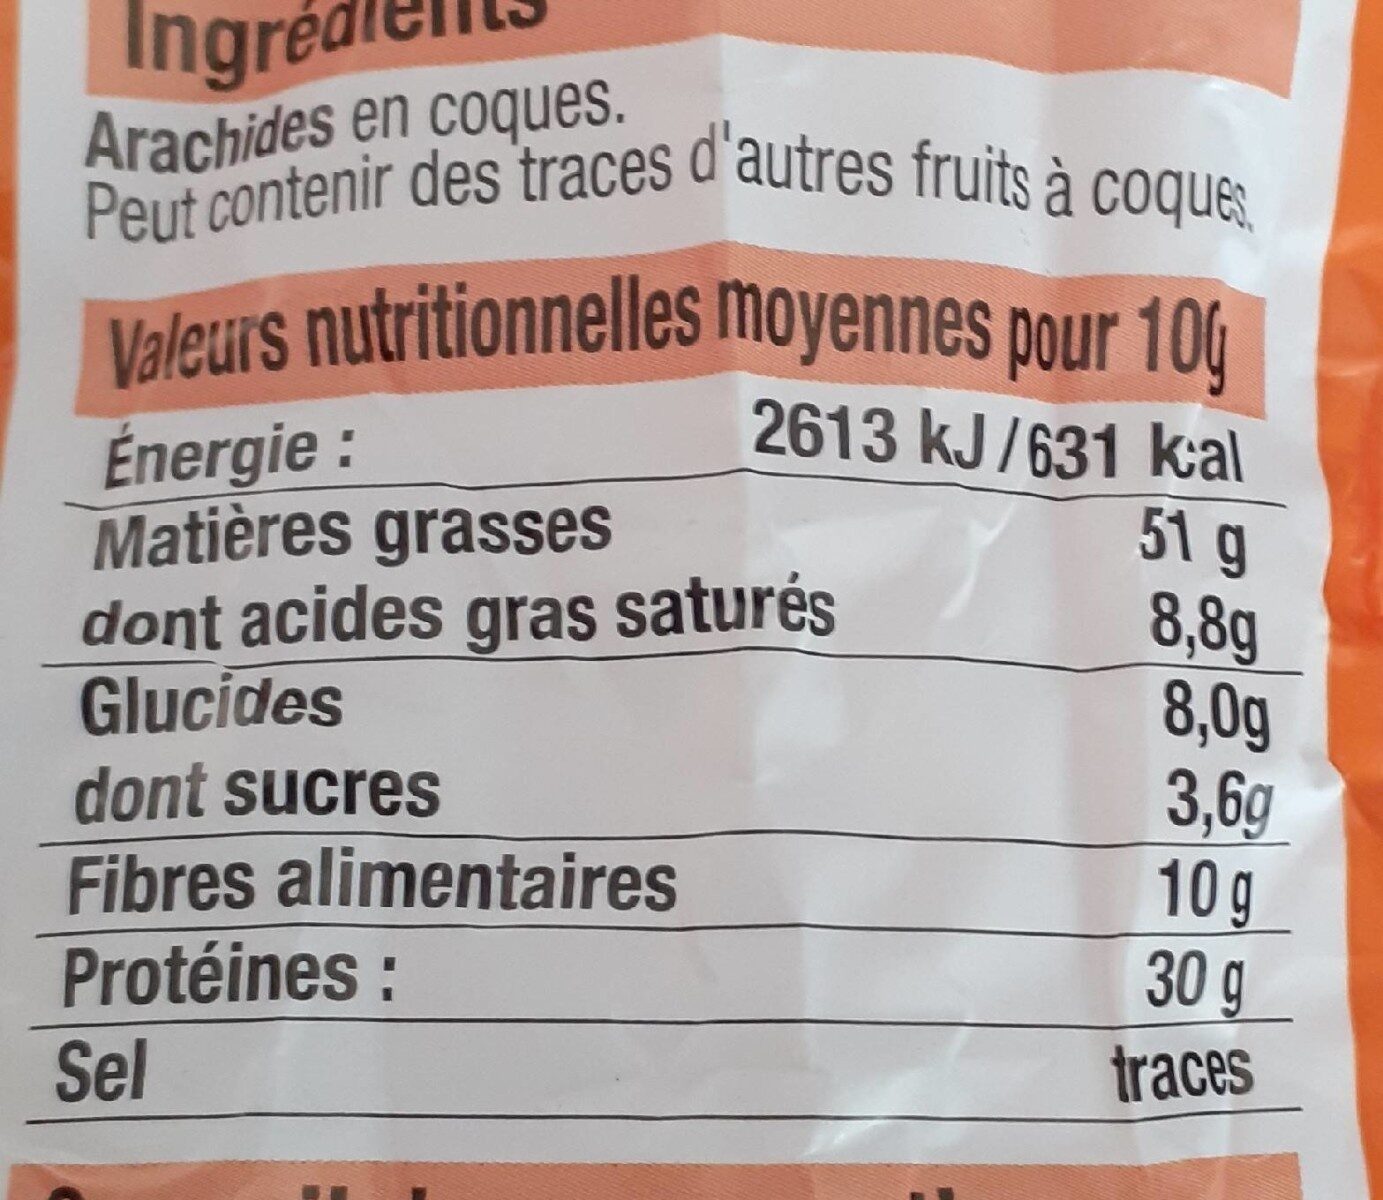 Ingrédients
Arachides en coques.
Peut contenir des traces d'autres fruits à coques.
Valeurs nutritionnelles moyennes pour 10g
Énergie : 2613 kJ/631 kcal
Matières grasses 51 g
dont acides gras saturés 8,8g
Glucides 8,0g
dont sucres 3,6g
Fibres alimentaires 10 g
Protéines : 30 g
Sel traces